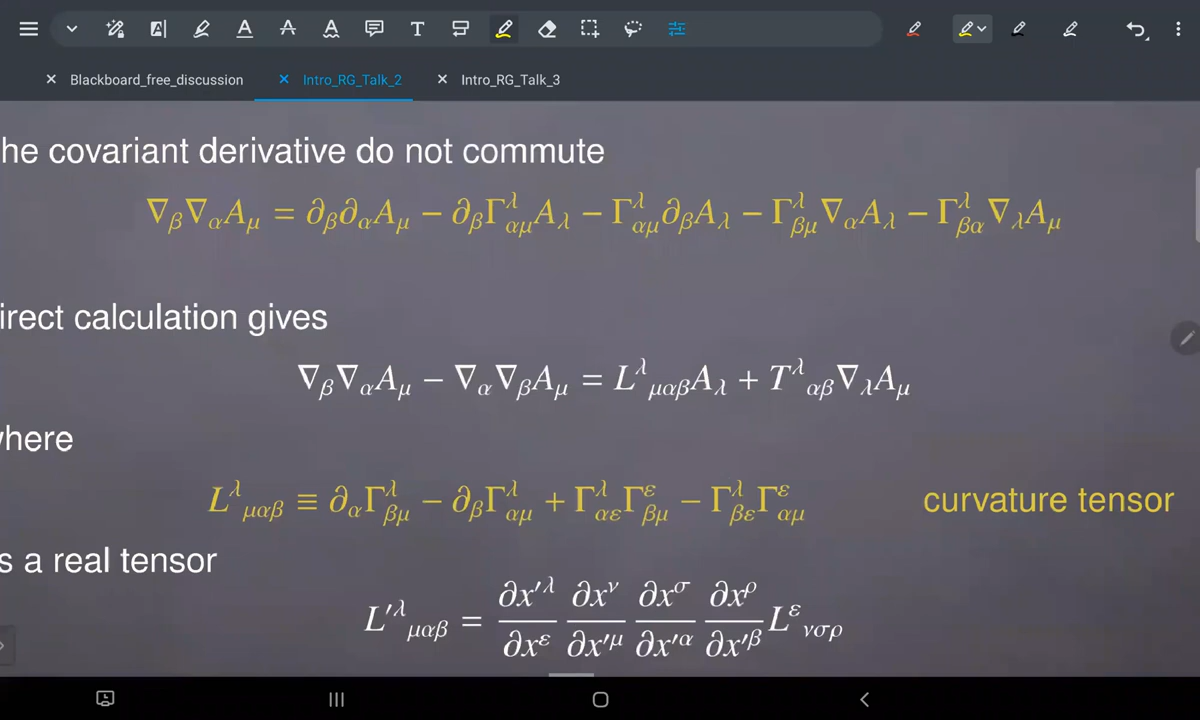 Blackboard_free_discussion Intro_RG_Talk_2 Intro_RG_Talk_3
he covariant derivative do not commute
∇_β∇_αA_μ = ∂_β∂_αA_μ − ∂_βΓ^λ_{αμ}A_λ − Γ^λ_{αμ}∂_βA_λ − Γ^λ_{βμ}∇_αA_λ − Γ^λ_{βα}∇_λA_μ
irect calculation gives
∇_β∇_αA_μ − ∇_α∇_βA_μ = L^λ_{μαβ}A_λ + T^λ_{αβ}∇_λA_μ
where
L^λ_{μαβ} ≡ ∂_αΓ^λ_{βμ} − ∂_βΓ^λ_{αμ} + Γ^λ_{αε}Γ^ε_{βμ} − Γ^λ_{βε}Γ^ε_{αμ} curvature tensor
s a real tensor
L′^λ_{μαβ} = ∂x′^λ/∂x^ε ∂x^ν/∂x′^μ ∂x^σ/∂x′^α ∂x^ρ/∂x′^β L^ε_{νσρ}